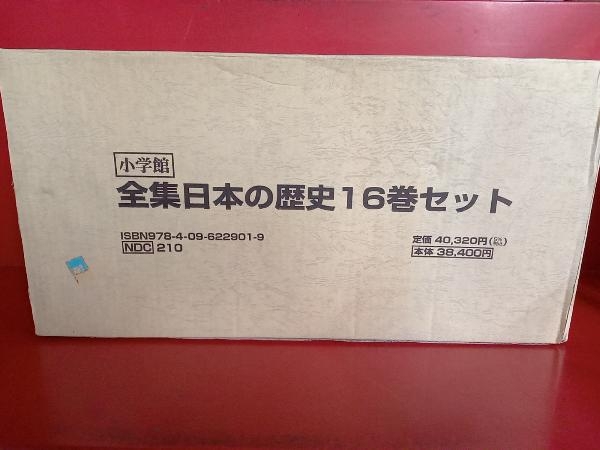 小学館
全集日本の歴史16巻セット
ISBN978-4-09-622901-9
NDC 210
定価 40,320円
本体 38,400円